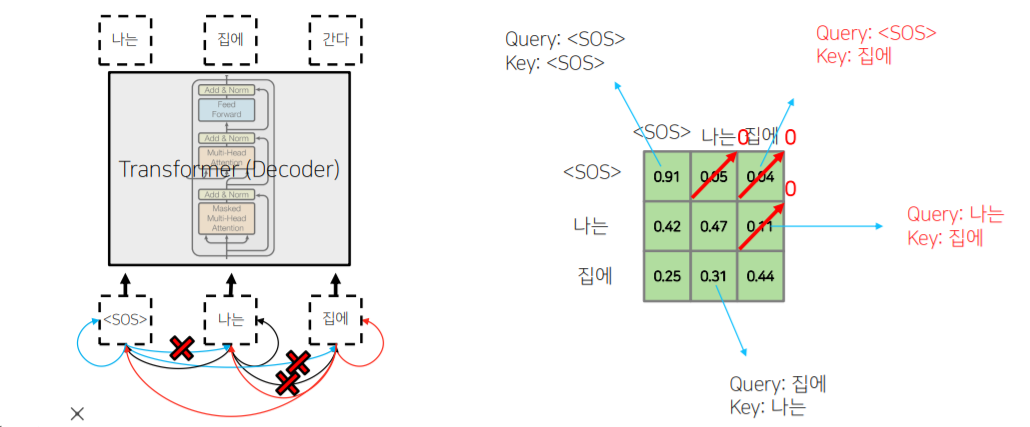 나는 집에 간다
Add & Norm
Feed
Forward
Add & Norm
Multi-Head
Attention
Transformer (Decoder)
Add & Norm
Masked
Multi-Head
Attention
<SOS> 나는 집에
Query: <SOS>
Key: <SOS>
Query: <SOS>
Key: 집에
<SOS> 나는 집에
0 0
<SOS> 0.91 0.05 0.04
0
나는 0.42 0.47 0.11
집에 0.25 0.31 0.44
Query: 나는
Key: 집에
Query: 집에
Key: 나는